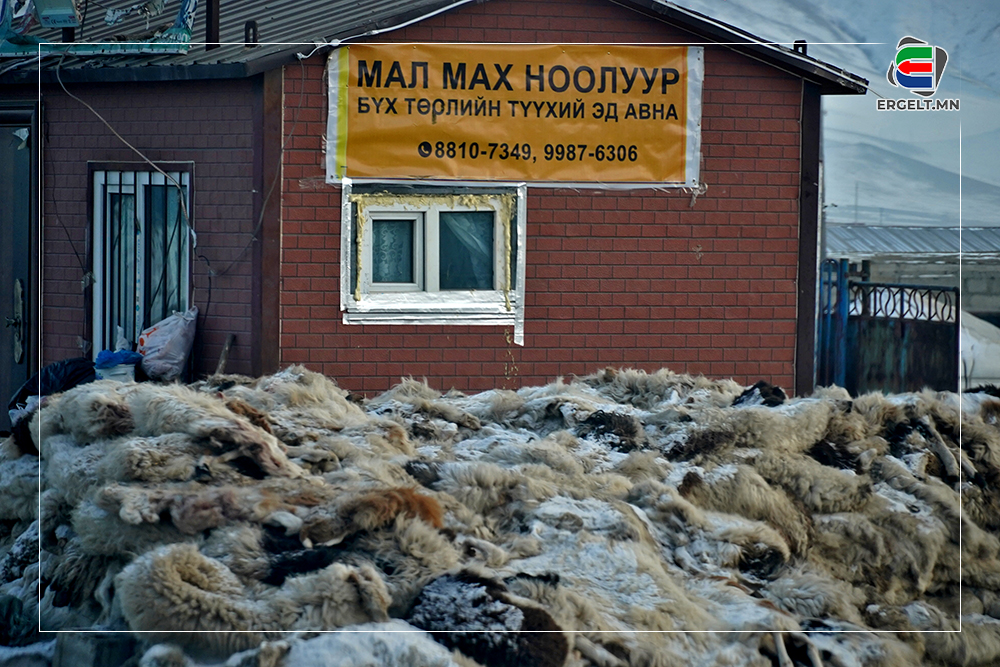 МАЛ МАХ НООЛУУР
БҮХ ТӨРЛИЙН ТҮҮХИЙ ЭД АВНА
8810-7349, 9987-6306
ERGELT.MN